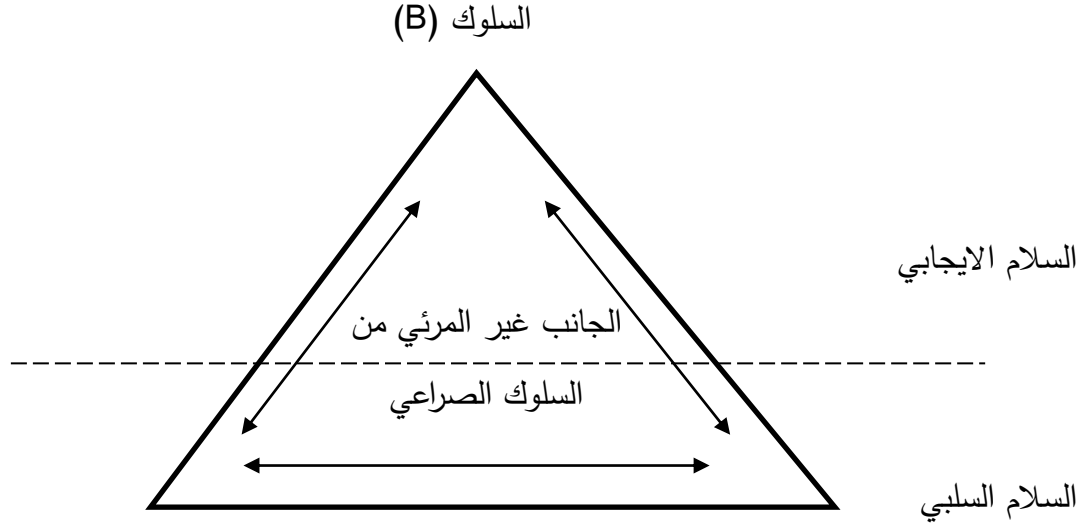 السلوك (B)
السلام الايجابي
الجانب غير المرئي من
السلوك الصراعي
السلام السلبي